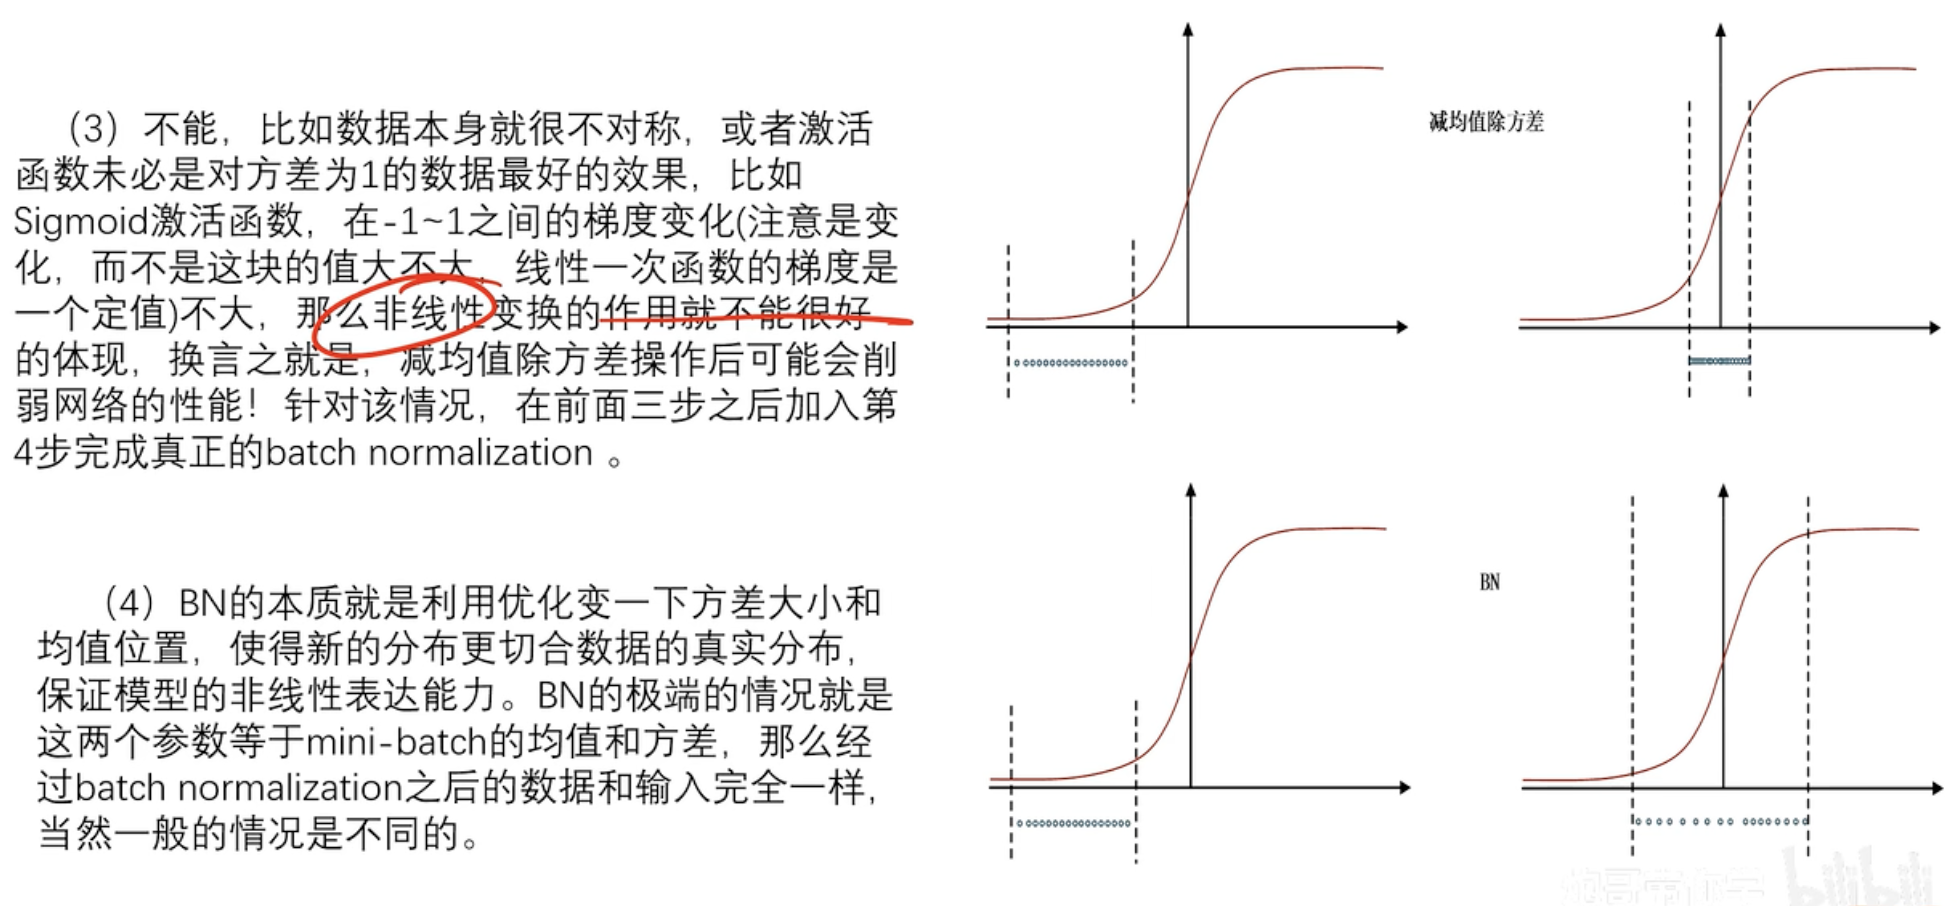 （3）不能，比如数据本身就很不对称，或者激活
函数未必是对方差为1的数据最好的效果，比如
Sigmoid激活函数，在-1~1之间的梯度变化(注意是变
化，而不是这块的值大不大，线性一次函数的梯度是
一个定值)不大，那么非线性变换的作用就不能很好
的体现，换言之就是，减均值除方差操作后可能会削
弱网络的性能！针对该情况，在前面三步之后加入第
4步完成真正的batch normalization 。
减均值除方差
（4）BN的本质就是利用优化变一下方差大小和
均值位置，使得新的分布更切合数据的真实分布，
保证模型的非线性表达能力。BN的极端的情况就是
这两个参数等于mini-batch的均值和方差，那么经
过batch normalization之后的数据和输入完全一样，
当然一般的情况是不同的。
BN
bilibili